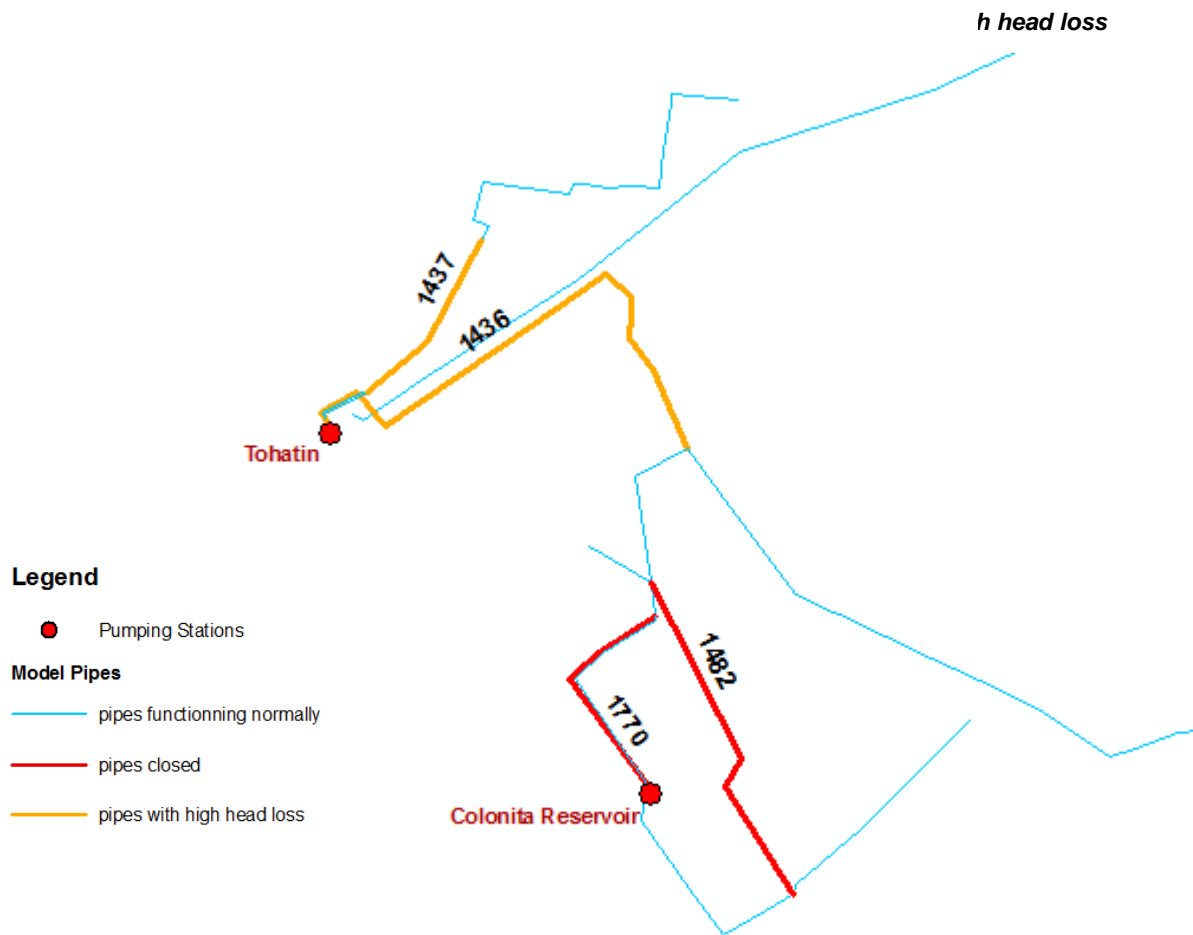 head loss
1437
1436
Tohatin
Legend
Pumping Stations
Model Pipes
pipes functionning normally
pipes closed
pipes with high head loss
1482
1770
Colonita Reservoir